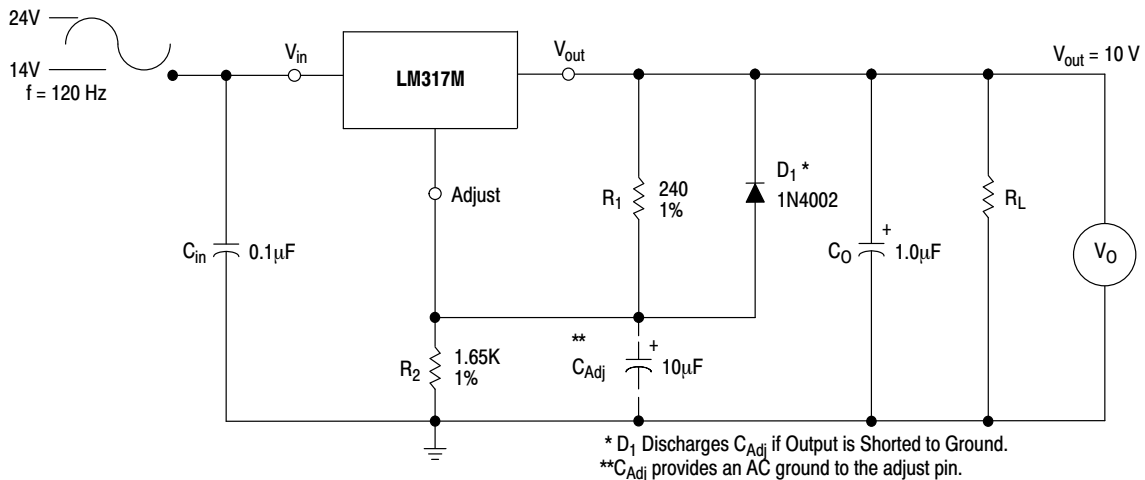 24V
14V
f = 120 Hz
Vin
LM317M
Vout
Vout = 10 V
Adjust
Cin
0.1μF
R1
240
1%
D1 *
1N4002
CO
+
1.0μF
RL
VO
R2
1.65K
1%
**
CAdj
+
10μF
* D1 Discharges CAdj if Output is Shorted to Ground.
**CAdj provides an AC ground to the adjust pin.